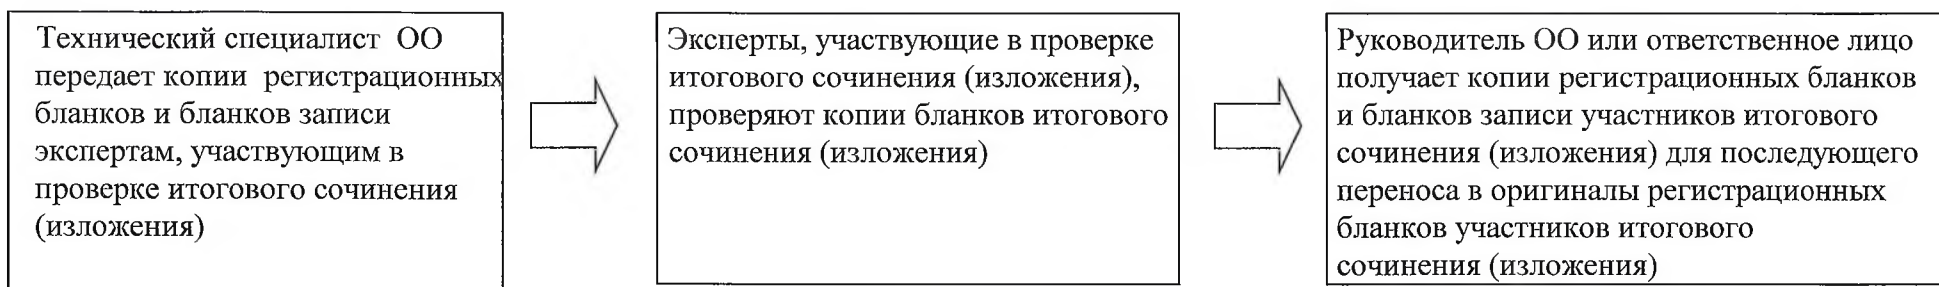 Технический специалист ОО
передает копии регистрационных
бланков и бланков записи
экспертам, участвующим в
проверке итогового сочинения
(изложения)
Эксперты, участвующие в проверке
итогового сочинения (изложения),
проверяют копии бланков итогового
сочинения (изложения)
Руководитель ОО или ответственное лицо
получает копии регистрационных бланков
и бланков записи участников итогового
сочинения (изложения) для последующего
переноса в оригиналы регистрационных
бланков участников итогового
сочинения (изложения)